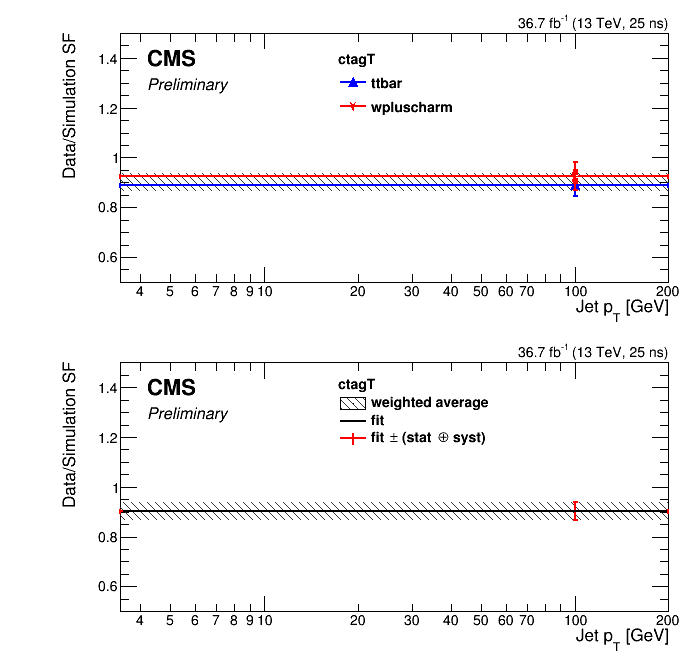 36.7 fb⁻¹ (13 TeV, 25 ns)
Data/Simulation SF
CMS
Preliminary
ctagT
ttbar
wpluscharm
1.4
1.2
1
0.8
0.6
4 5 6 7 8 9 10 20 30 40 50 60 70 100 200
Jet p_T [GeV]
36.7 fb⁻¹ (13 TeV, 25 ns)
Data/Simulation SF
CMS
Preliminary
ctagT
weighted average
fit
fit ± (stat ⊕ syst)
1.4
1.2
1
0.8
0.6
4 5 6 7 8 9 10 20 30 40 50 60 70 100 200
Jet p_T [GeV]